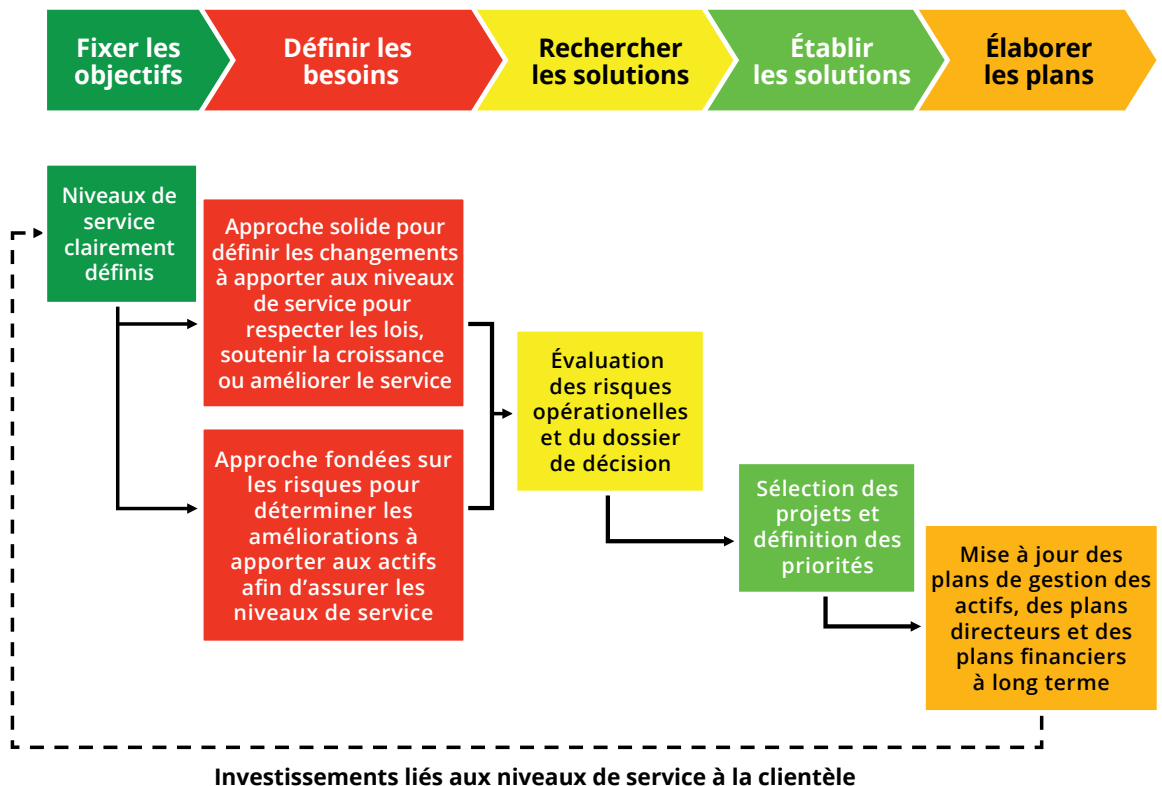 Fixer les
objectifs
Définir les
besoins
Rechercher
les solutions
Établir
les solutions
Élaborer
les plans
Niveaux de
service
clairement
définis
Approche solide pour
définir les changements
à apporter aux niveaux
de service pour
respecter les lois,
soutenir la croissance
ou améliorer le service
Approche fondées sur
les risques pour
déterminer les
améliorations à
apporter aux actifs
afin d'assurer les
niveaux de service
Évaluation
des risques
opérationelles
et du dossier
de décision
Sélection des
projets et
définition des
priorités
Mise à jour des
plans de gestion des
actifs, des plans
directeurs et des
plans financiers
à long terme
Investissements liés aux niveaux de service à la clientèle